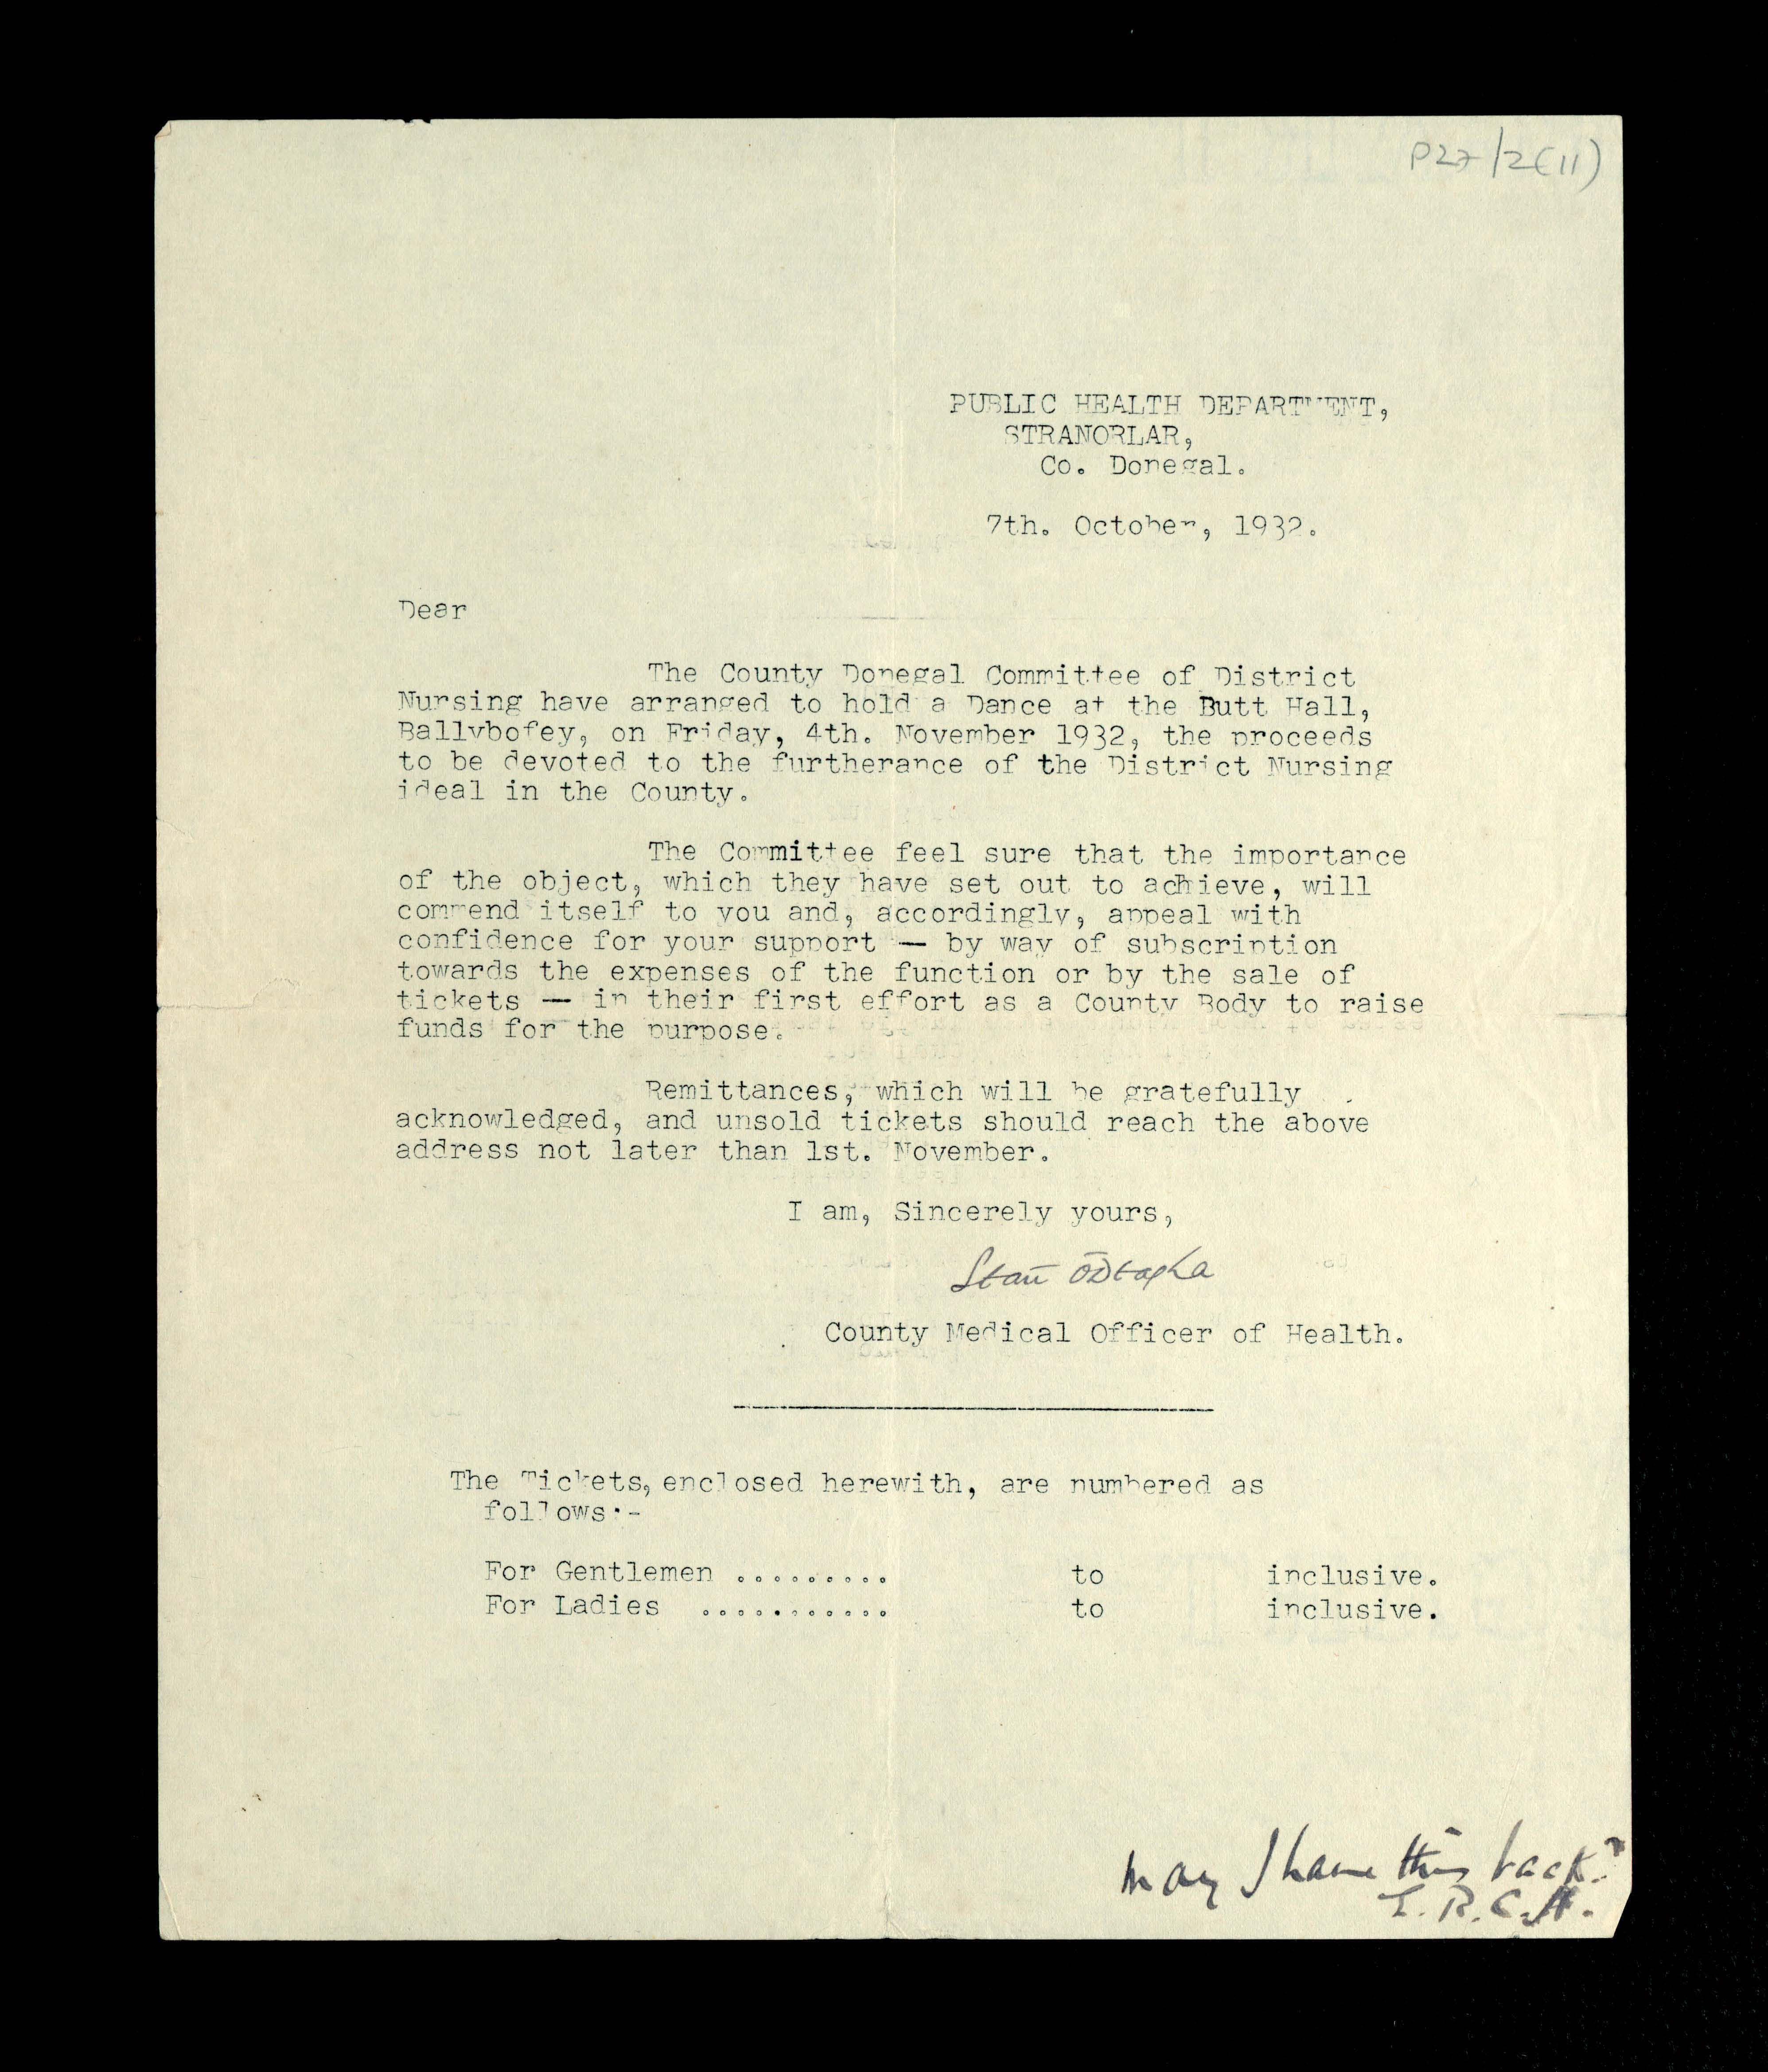 P27/2(11)
PUBLIC HEALTH DEPARTMENT,
STRANORLAR,
Co. Donegal.
7th. October, 1932.
Dear
The County Donegal Committee of District
Nursing have arranged to hold a Dance at the Butt Hall,
Ballybofey, on Friday, 4th. November 1932, the proceeds
to be devoted to the furtherance of the District Nursing
ideal in the County.
The Committee feel sure that the importance
of the object, which they have set out to achieve, will
commend itself to you and, accordingly, appeal with
confidence for your support — by way of subscription
towards the expenses of the function or by the sale of
tickets — in their first effort as a County Body to raise
funds for the purpose.
Remittances, which will be gratefully
acknowledged, and unsold tickets should reach the above
address not later than 1st. November.
I am, Sincerely yours,
County Medical Officer of Health.
The Tickets, enclosed herewith, are numbered as
follows:-
For Gentlemen ......... to inclusive.
For Ladies ........... to inclusive.
May I have this back?